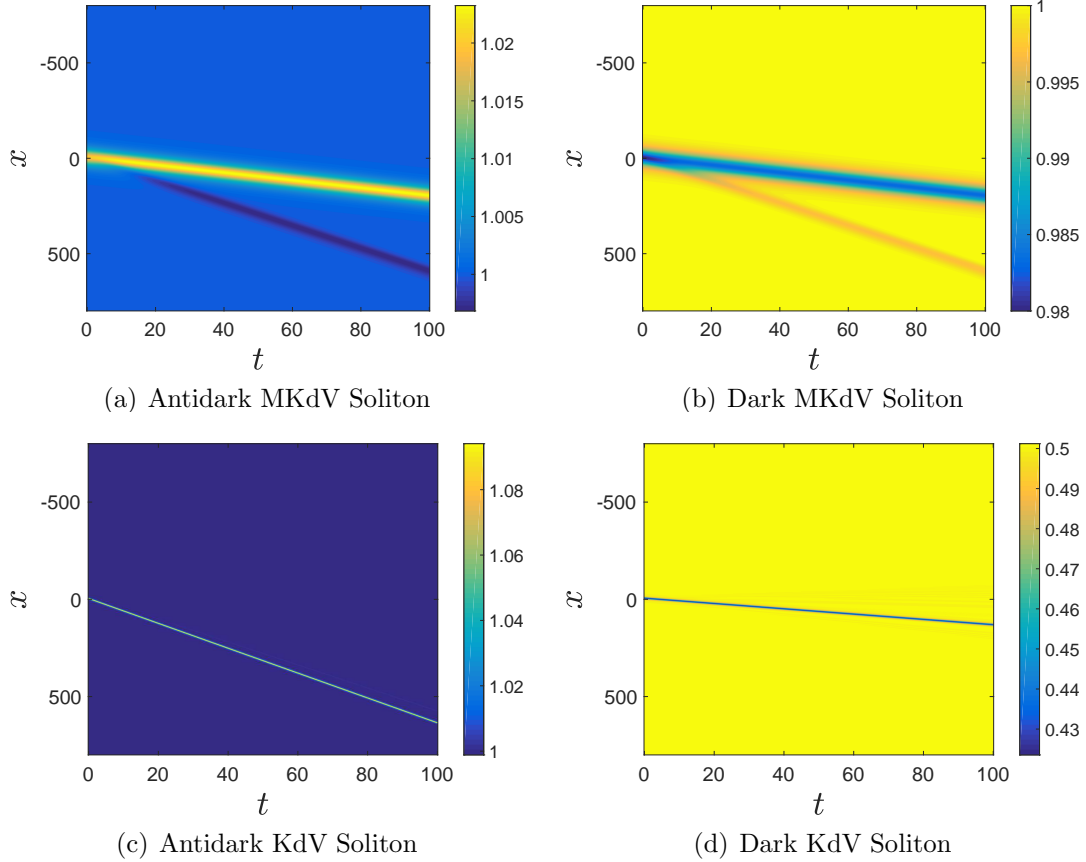 -500
0
500
x
0 20 40 60 80 100
t
1.02
1.015
1.01
1.005
1
(a) Antidark MKdV Soliton
-500
0
500
x
0 20 40 60 80 100
t
1
0.995
0.99
0.985
0.98
(b) Dark MKdV Soliton
-500
0
500
x
0 20 40 60 80 100
t
1.08
1.06
1.04
1.02
1
(c) Antidark KdV Soliton
-500
0
500
x
0 20 40 60 80 100
t
0.5
0.49
0.48
0.47
0.46
0.45
0.44
0.43
(d) Dark KdV Soliton